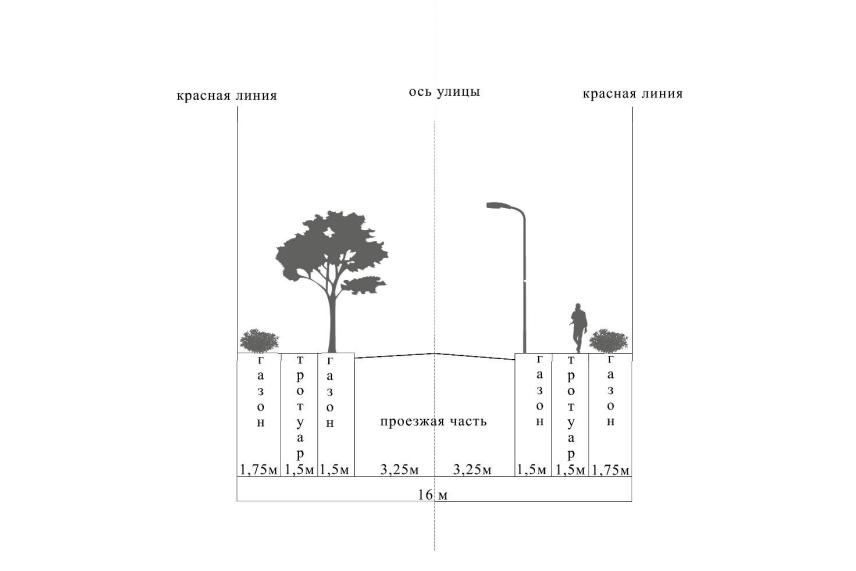 красная линия
ось улицы
красная линия
газон
тротуар
газон
проезжая часть
газон
тротуар
газон
1,75м
1,5м
1,5м
3,25м
3,25м
1,5м
1,5м
1,75м
16 м